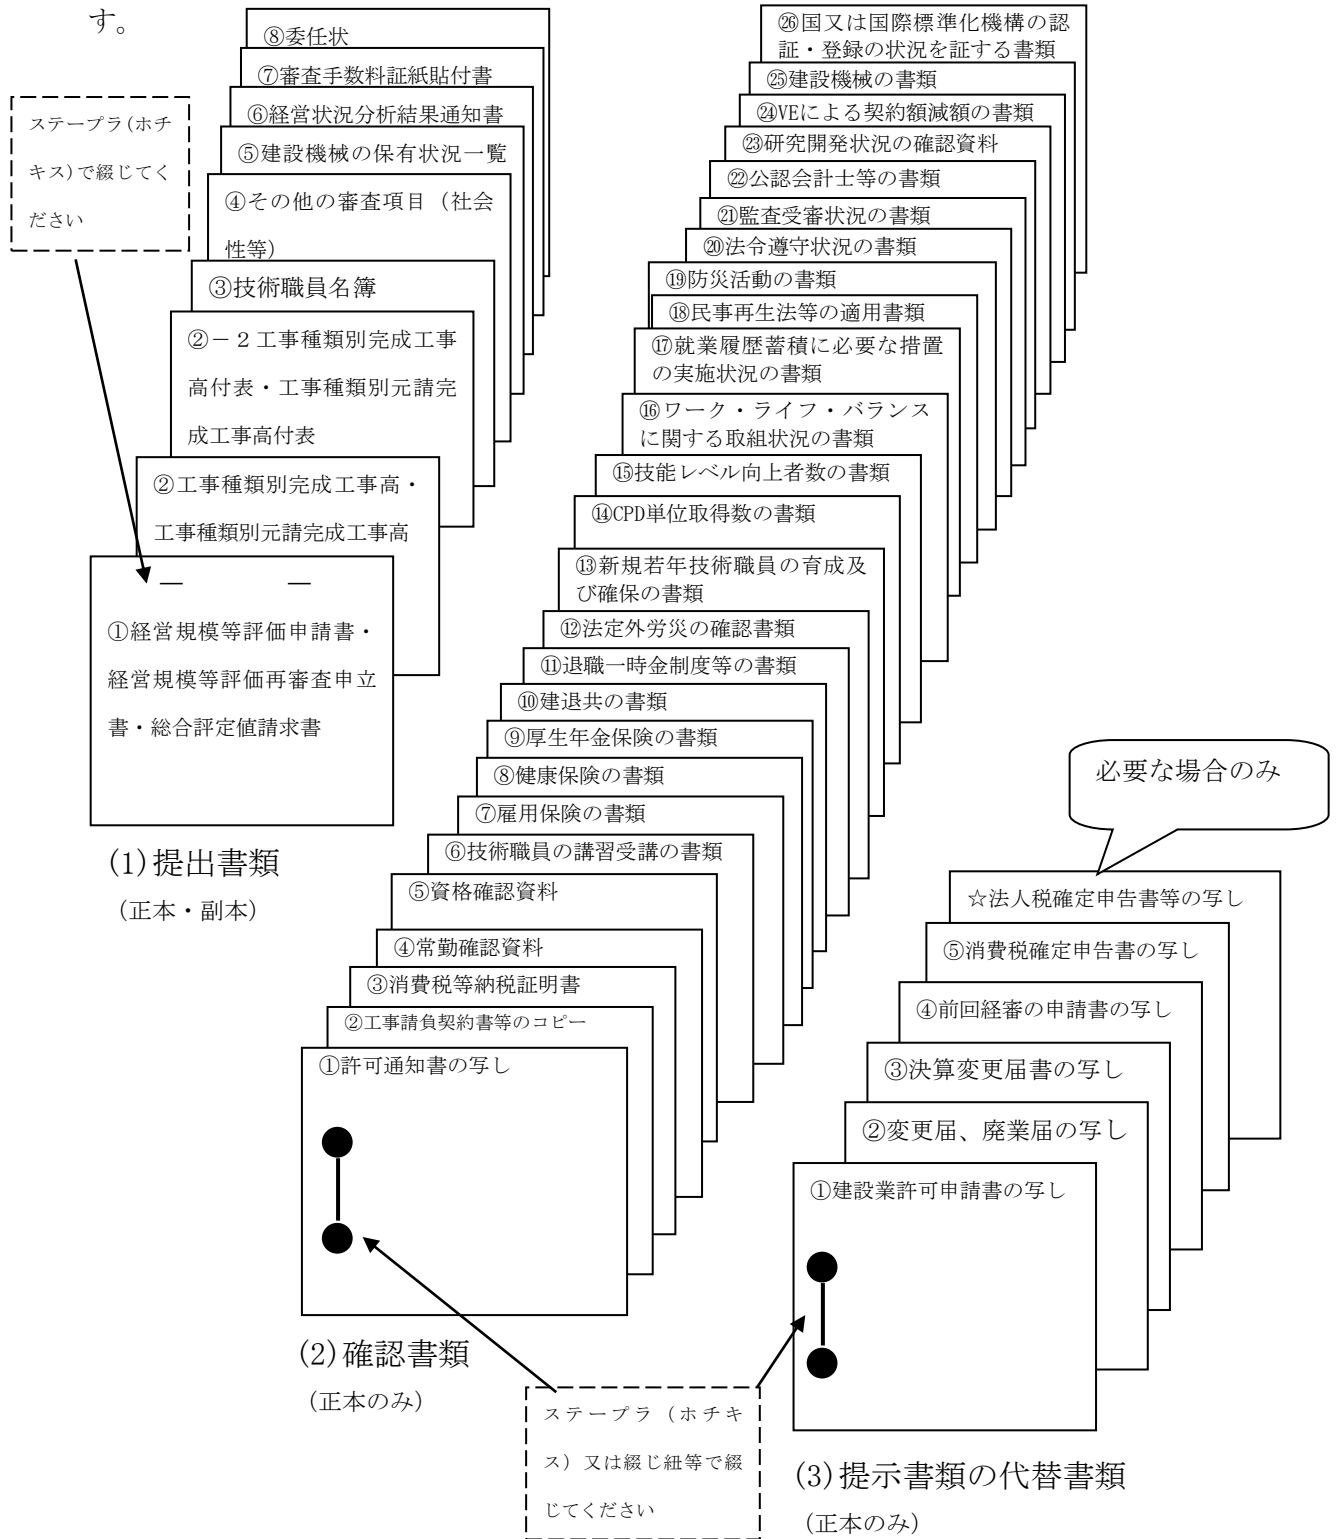 す。
⑧委任状
⑦審査手数料証紙貼付書
⑥経営状況分析結果通知書
⑤建設機械の保有状況一覧
④その他の審査項目（社会
性等）
③技術職員名簿
②－２工事種類別完成工事
高付表・工事種類別元請完
成工事高付表
②工事種類別完成工事高・
工事種類別元請完成工事高
①経営規模等評価申請書・
経営規模等評価再審査申立
書・総合評定値請求書
ステープラ(ホチ
キス)で綴じてく
ださい
(1)提出書類
（正本・副本）
㉖国又は国際標準化機構の認
証・登録の状況を証する書類
㉕建設機械の書類
㉔VEによる契約額減額の書類
㉓研究開発状況の確認資料
㉒公認会計士等の書類
㉑監査受審状況の書類
⑳法令遵守状況の書類
⑲防災活動の書類
⑱民事再生法等の適用書類
⑰就業履歴蓄積に必要な措置
の実施状況の書類
⑯ワーク・ライフ・バランス
に関する取組状況の書類
⑮技能レベル向上者数の書類
⑭CPD単位取得数の書類
⑬新規若年技術職員の育成及
び確保の書類
⑫法定外労災の確認書類
⑪退職一時金制度等の書類
⑩建退共の書類
⑨厚生年金保険の書類
⑧健康保険の書類
⑦雇用保険の書類
⑥技術職員の講習受講の書類
⑤資格確認資料
④常勤確認資料
③消費税等納税証明書
②工事請負契約書等のコピー
①許可通知書の写し
(2)確認書類
（正本のみ）
ステープラ（ホチキ
ス）又は綴じ紐等で綴
じてください
必要な場合のみ
☆法人税確定申告書等の写し
⑤消費税確定申告書の写し
④前回経審の申請書の写し
③決算変更届書の写し
②変更届、廃業届の写し
①建設業許可申請書の写し
(3)提示書類の代替書類
（正本のみ）